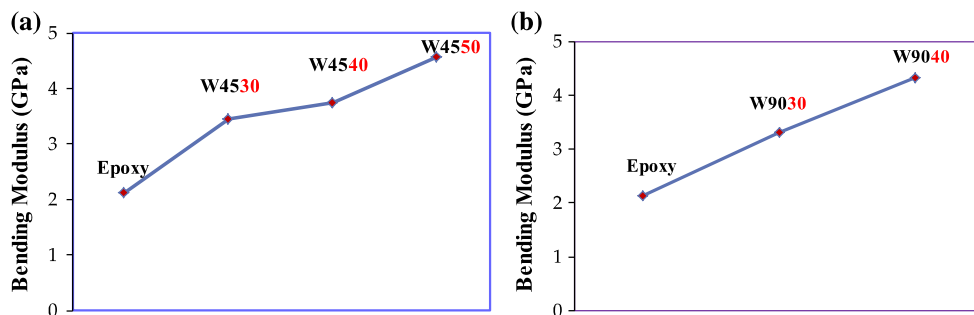 (a)
Bending Modulus (GPa)
5
4
3
2
1
0
Epoxy
W4530
W4540
W4550
(b)
Bending Modulus (GPa)
5
4
3
2
1
0
Epoxy
W9030
W9040